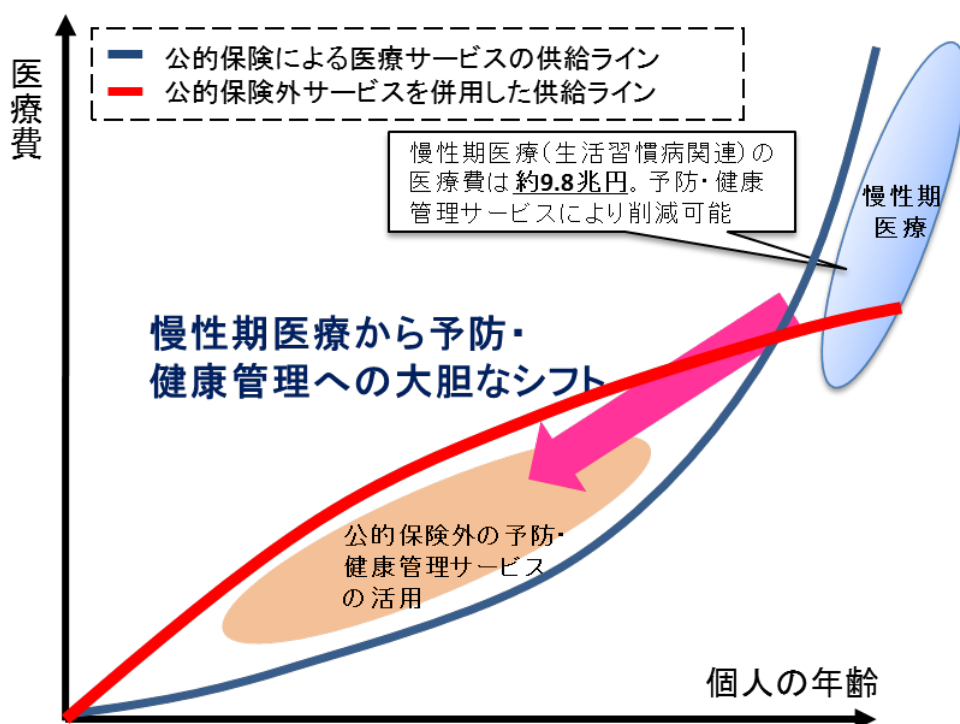 医療費
公的保険による医療サービスの供給ライン
公的保険外サービスを併用した供給ライン
慢性期医療(生活習慣病関連)の
医療費は約9.8兆円。予防・健康
管理サービスにより削減可能
慢性期
医療
慢性期医療から予防・
健康管理への大胆なシフト
公的保険外の予防・
健康管理サービス
の活用
個人の年齢